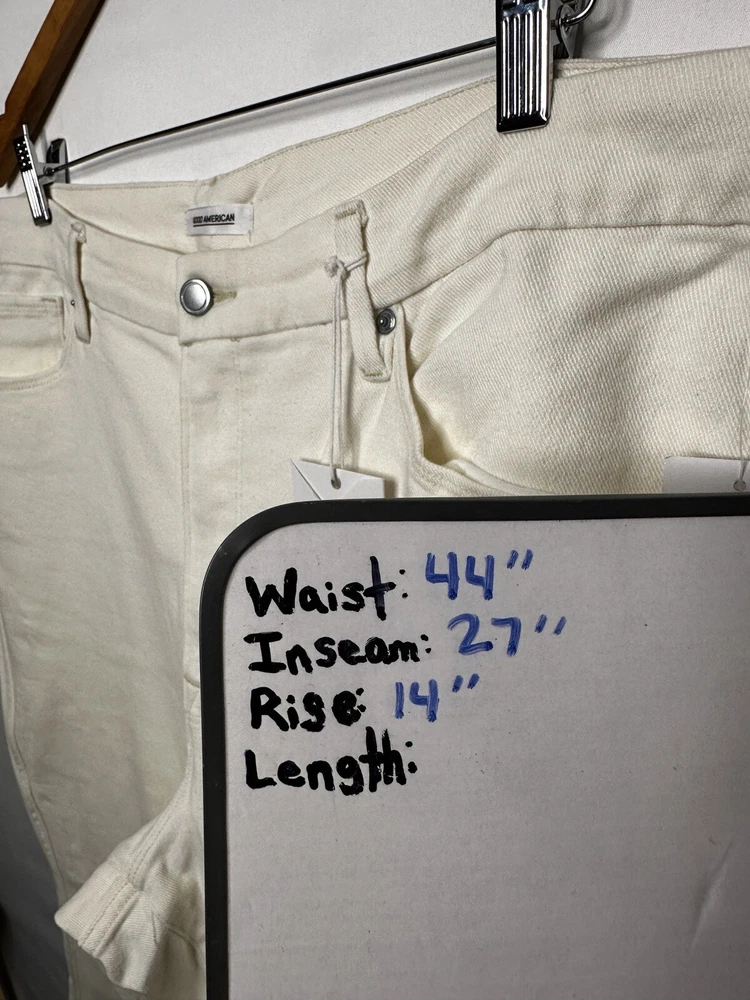 GOOD AMERICAN
Waist: 44"
Inseam: 27"
Rise: 14"
Length: